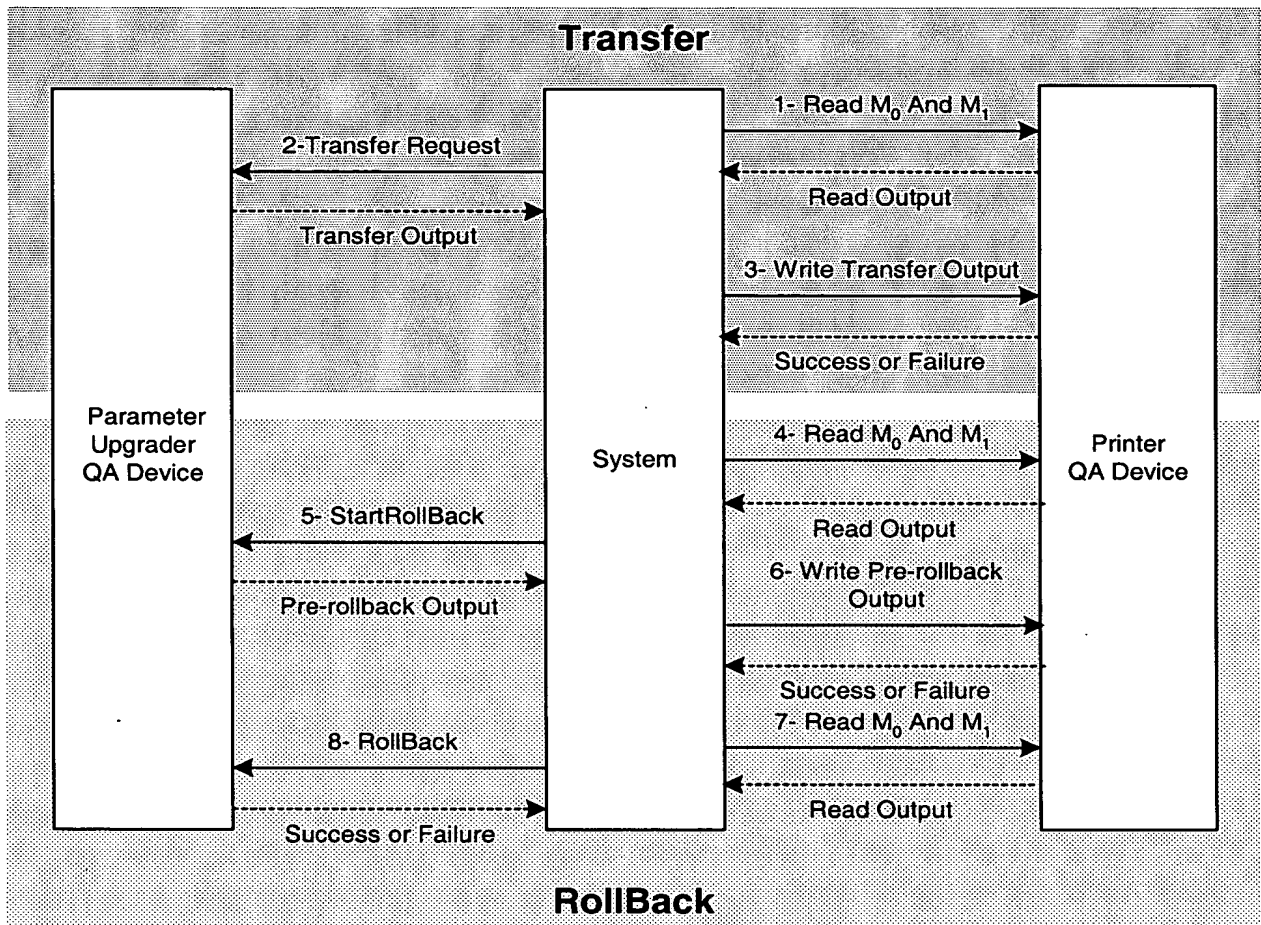 Transfer
1- Read M₀ And M₁
2-Transfer Request
Read Output
Transfer Output
3- Write Transfer Output
Success or Failure
Parameter
Upgrader
QA Device
System
Printer
QA Device
4- Read M₀ And M₁
Read Output
5- StartRollBack
6- Write Pre-rollback
Output
Pre-rollback Output
Success or Failure
7- Read M₀ And M₁
8- RollBack
Read Output
Success or Failure
RollBack